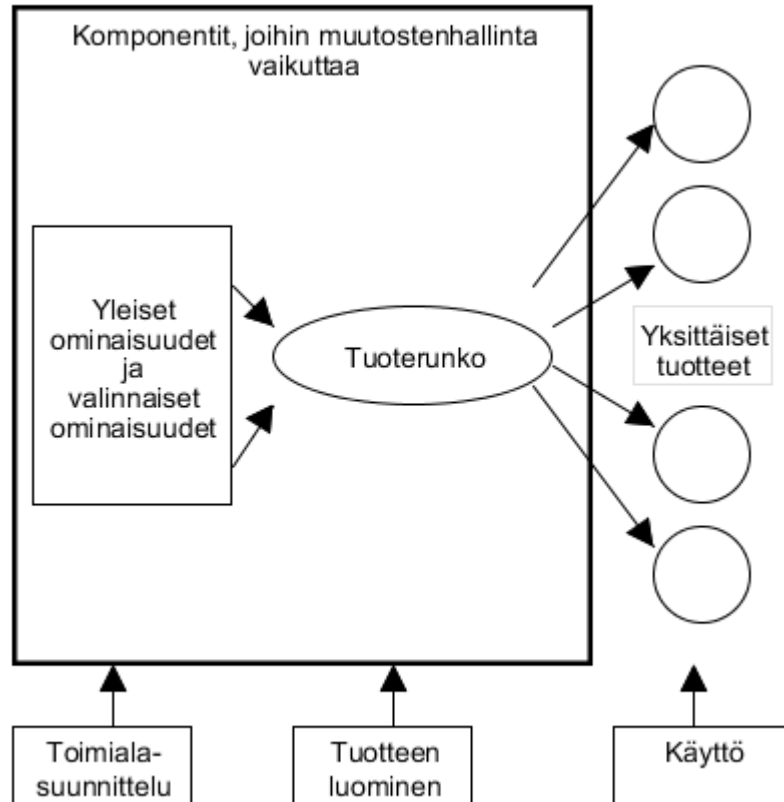 Komponentit, joihin muutostenhallinta
vaikuttaa
Yleiset
ominaisuudet
ja
valinnaiset
ominaisuudet
Tuoterunko
Yksittäiset
tuotteet
Toimiala-
suunnittelu
Tuotteen
luominen
Käyttö